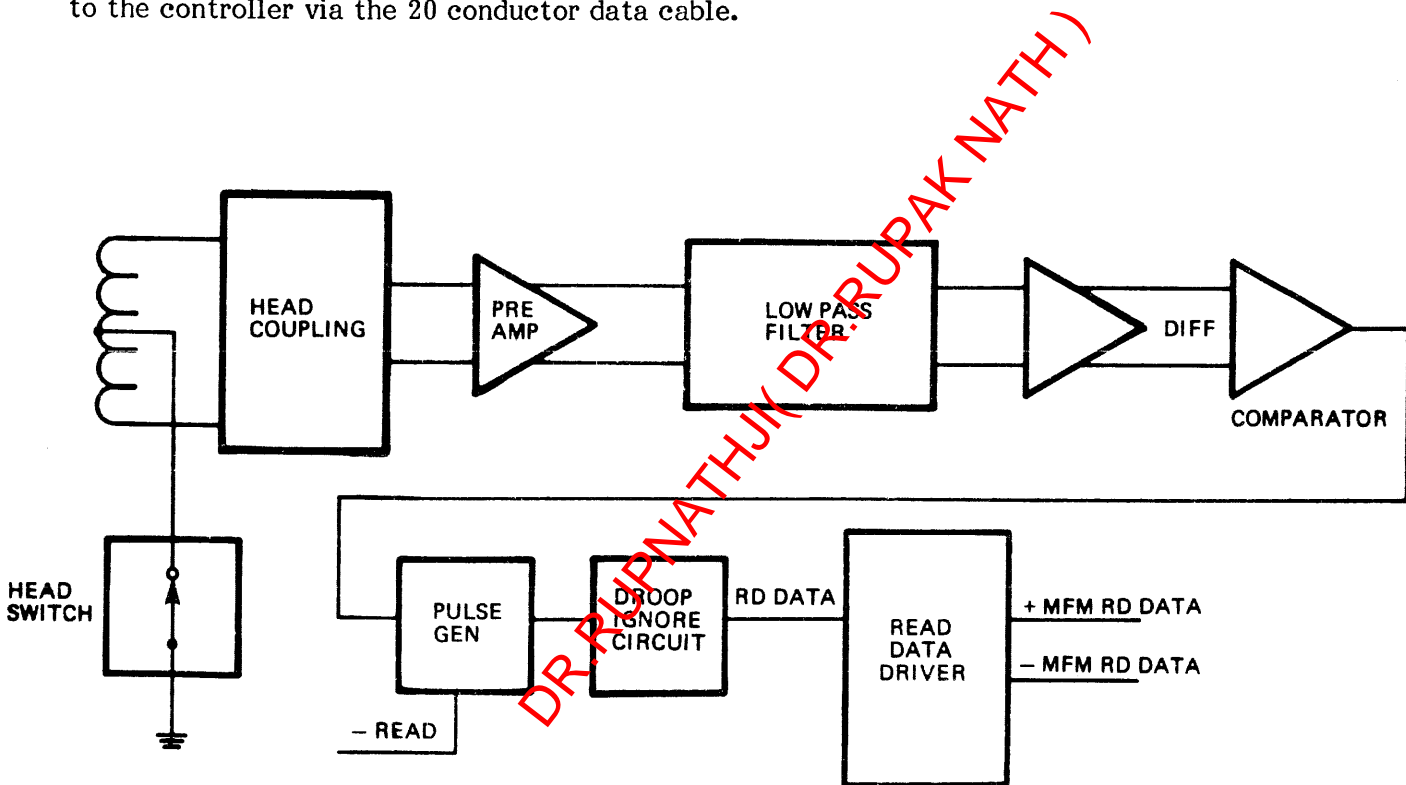 to the controller via the 20 conductor data cable.
HEAD
COUPLING
PRE
AMP
LOW PASS
FILTER
DIFF
COMPARATOR
HEAD
SWITCH
PULSE
GEN
DROOP
IGNORE
CIRCUIT
RD DATA
READ
DATA
DRIVER
+ MFM RD DATA
– MFM RD DATA
– READ
DR.RUPNATHJI( DR.RUPAK NATH )